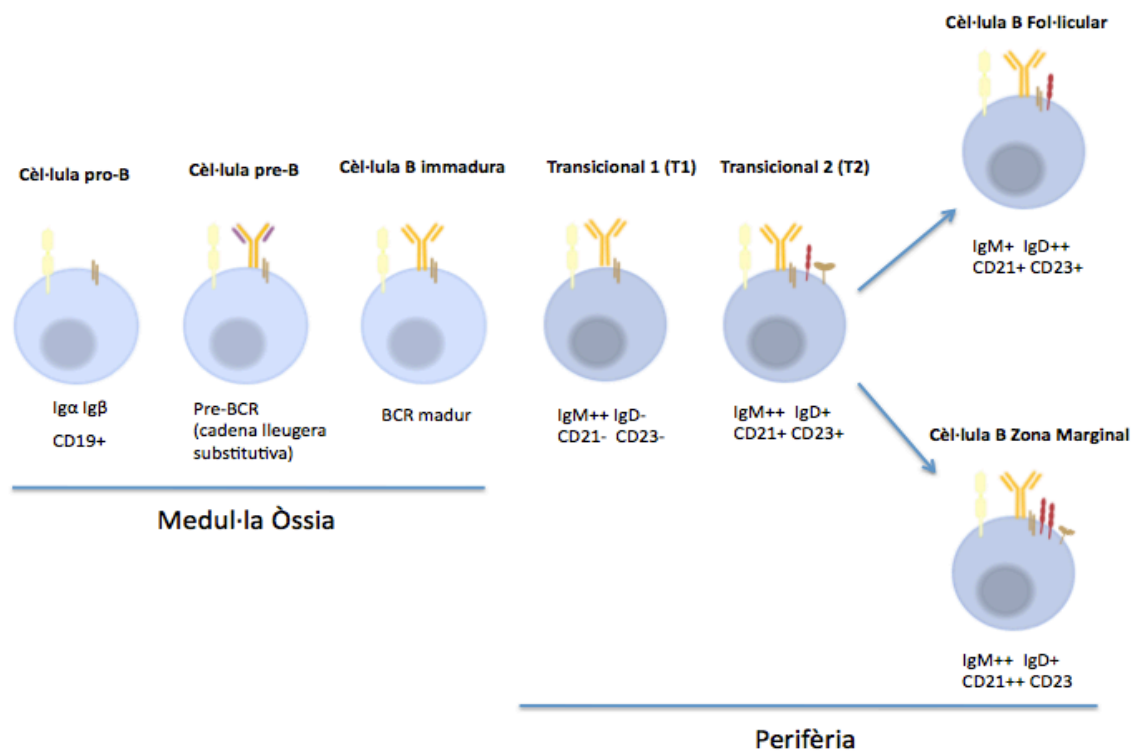 Cèl·lula B Fol·licular
Cèl·lula pro-B
Cèl·lula pre-B
Cèl·lula B immadura
Transicional 1 (T1)
Transicional 2 (T2)
IgM+ IgD++
CD21+ CD23+
Igα Igβ
CD19+
Pre-BCR
(cadena lleugera
substitutiva)
BCR madur
IgM++ IgD-
CD21- CD23-
IgM++ IgD+
CD21+ CD23+
Cèl·lula B Zona Marginal
Medul·la Òssia
IgM++ IgD+
CD21++ CD23
Perifèria